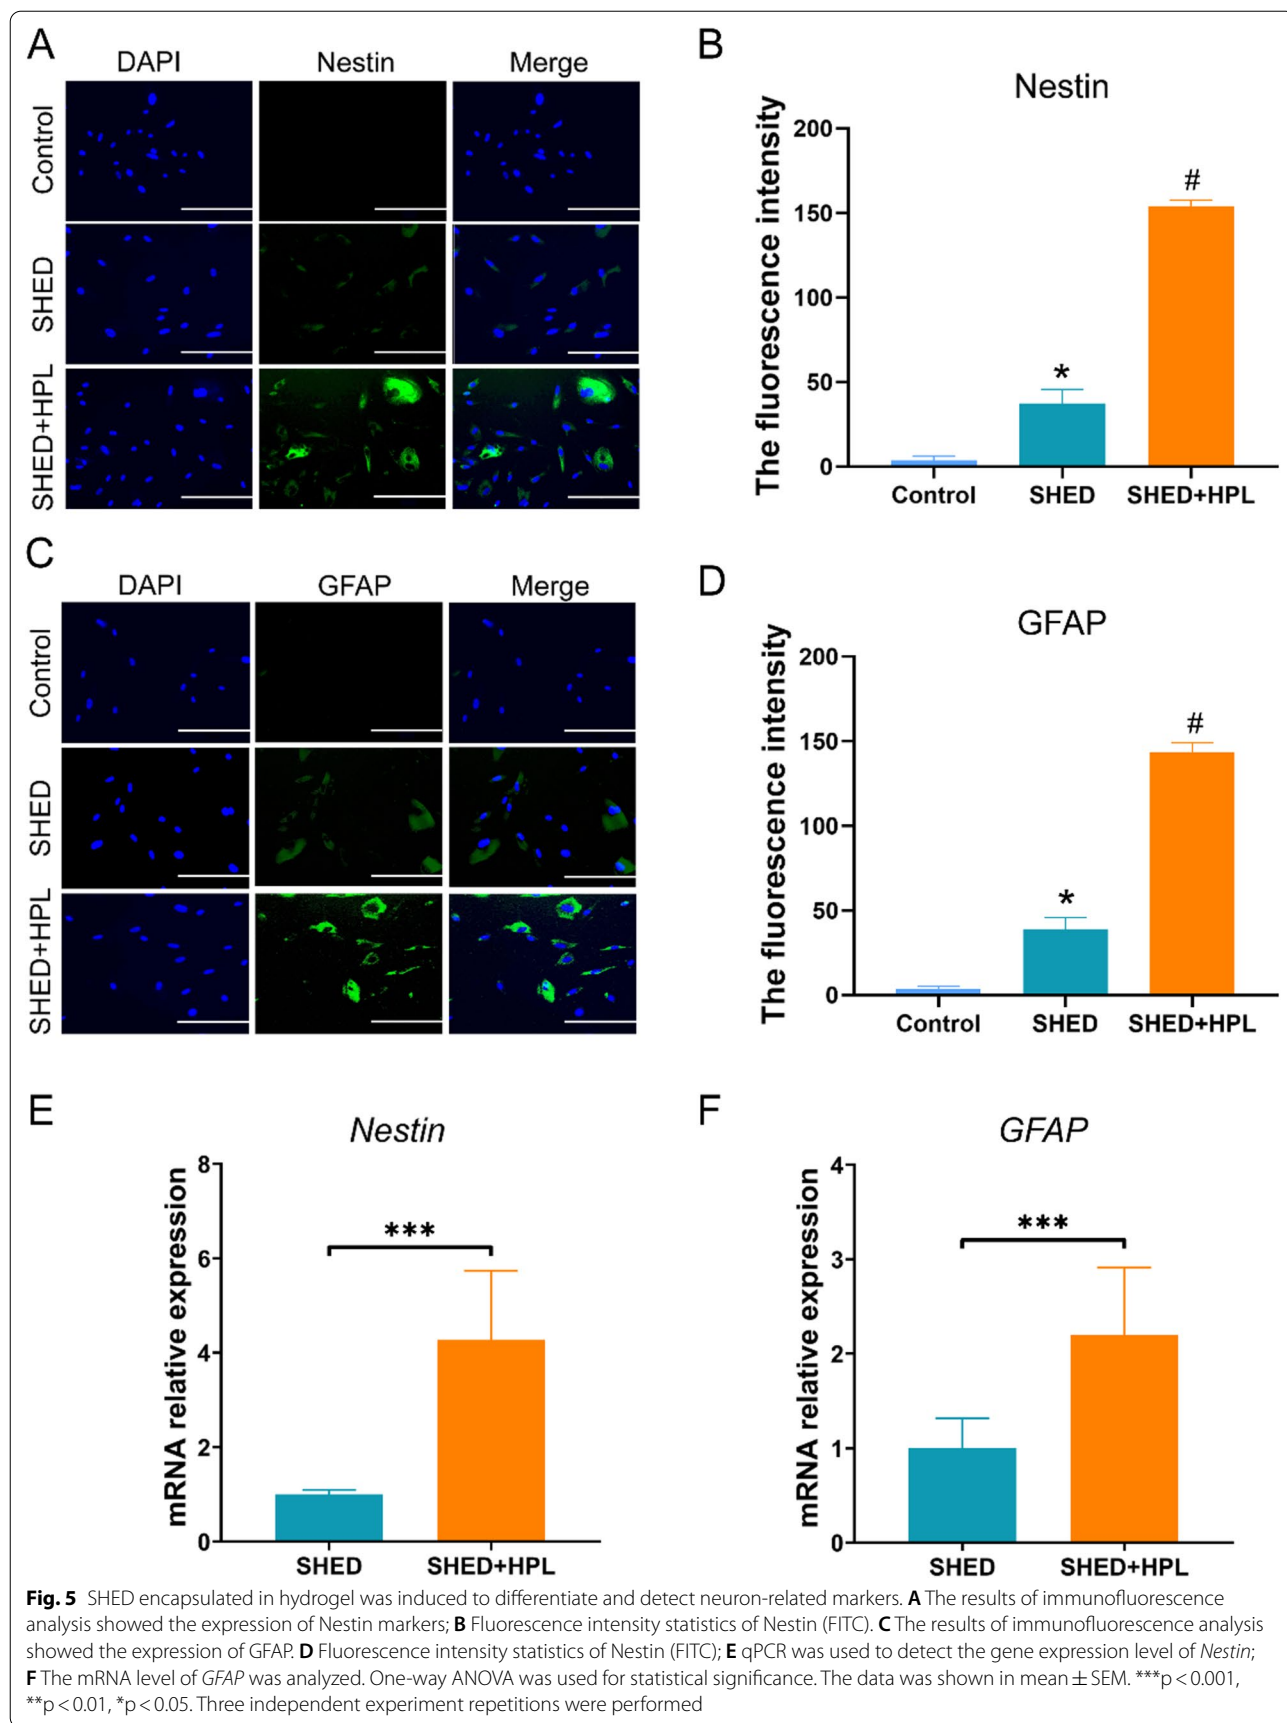 A
DAPI Nestin Merge
Control
SHED
SHED+HPL
B
Nestin
The fluorescence intensity
200
150
100
50
0
*
#
Control SHED SHED+HPL
C
DAPI GFAP Merge
Control
SHED
SHED+HPL
D
GFAP
The fluorescence intensity
200
150
100
50
0
*
#
Control SHED SHED+HPL
E
Nestin
mRNA relative expression
8
6
4
2
0
***
SHED SHED+HPL
F
GFAP
mRNA relative expression
4
3
2
1
0
***
SHED SHED+HPL
Fig. 5 SHED encapsulated in hydrogel was induced to differentiate and detect neuron-related markers. A The results of immunofluorescence
analysis showed the expression of Nestin markers; B Fluorescence intensity statistics of Nestin (FITC). C The results of immunofluorescence analysis
showed the expression of GFAP. D Fluorescence intensity statistics of Nestin (FITC); E qPCR was used to detect the gene expression level of Nestin;
F The mRNA level of GFAP was analyzed. One-way ANOVA was used for statistical significance. The data was shown in mean ± SEM. ***p < 0.001,
**p < 0.01, *p < 0.05. Three independent experiment repetitions were performed